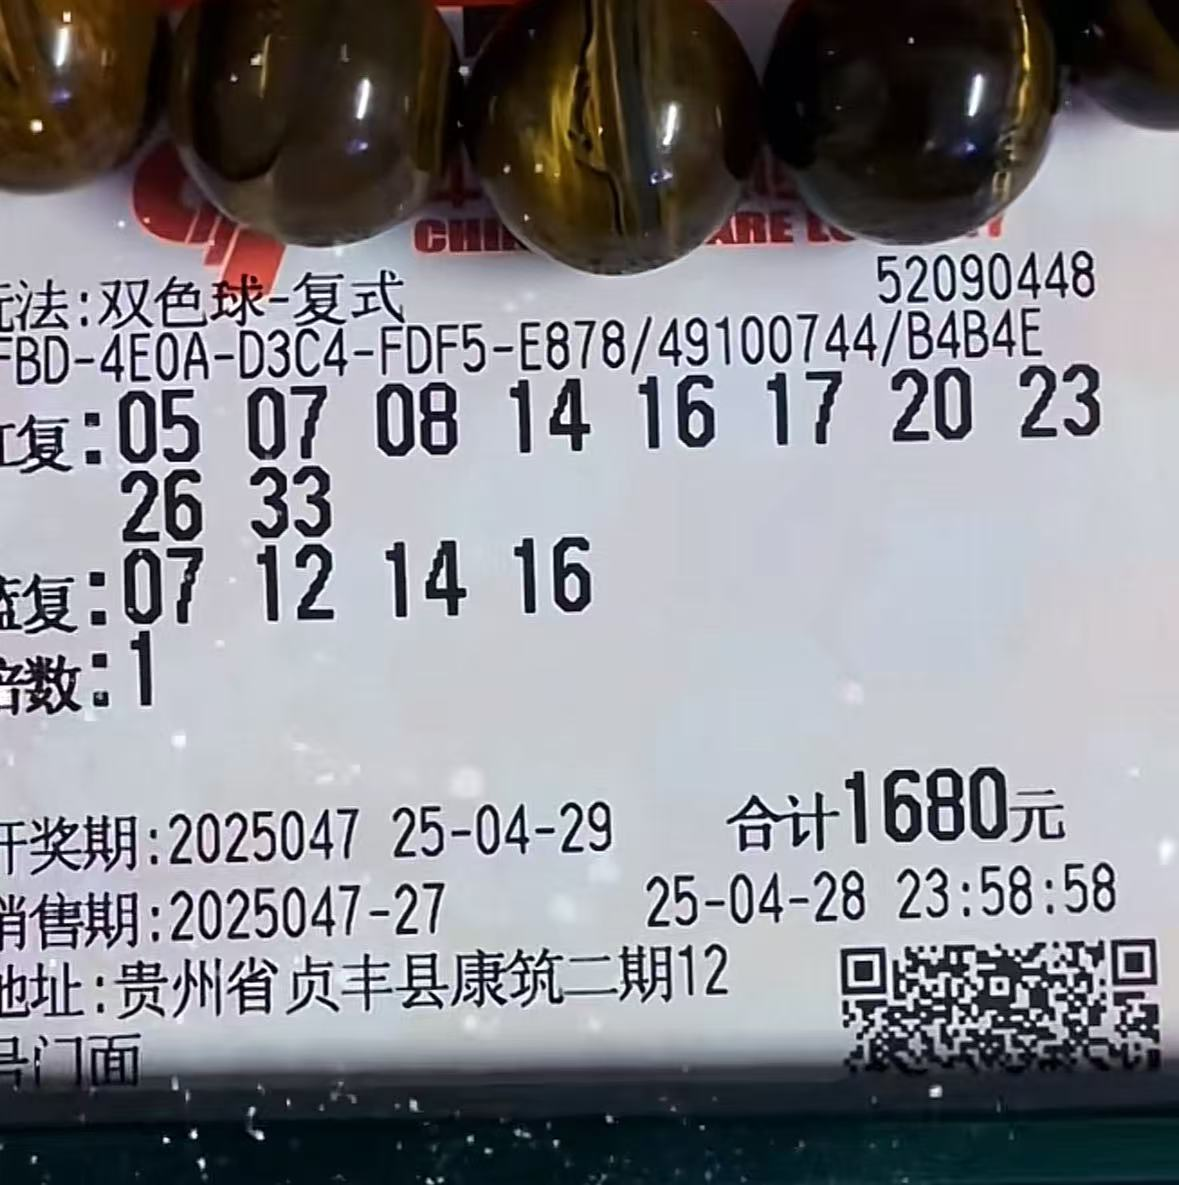 法:双色球-复式
52090448
FBD-4E0A-D3C4-FDF5-E878/49100744/B4B4E
复:05 07 08 14 16 17 20 23
26 33
复:07 12 14 16
倍数:1
开奖期:2025047 25-04-29 合计1680元
销售期:2025047-27 25-04-28 23:58:58
地址:贵州省贞丰县康筑二期12
号门面